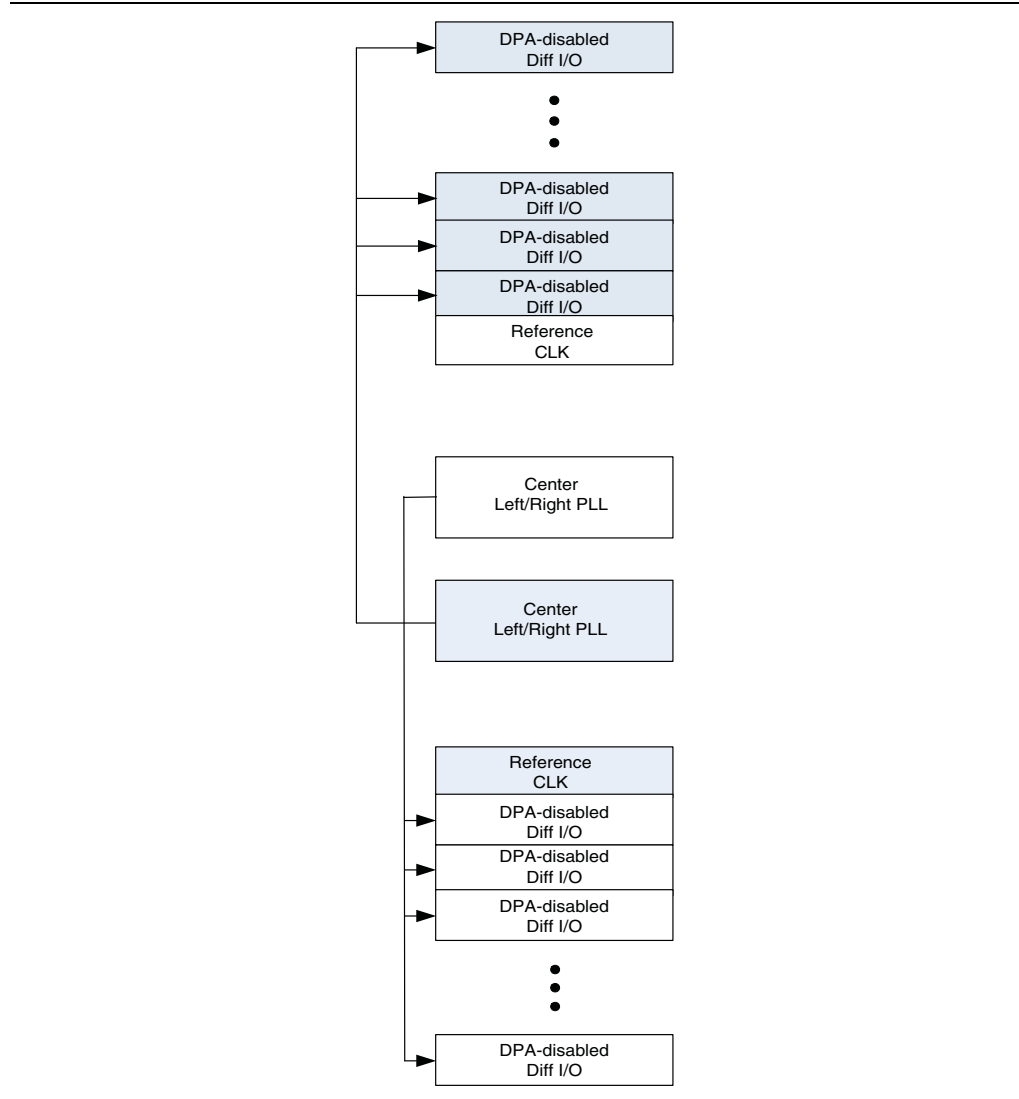 DPA-disabled
Diff I/O
DPA-disabled
Diff I/O
DPA-disabled
Diff I/O
DPA-disabled
Diff I/O
Reference
CLK
Center
Left/Right PLL
Center
Left/Right PLL
Reference
CLK
DPA-disabled
Diff I/O
DPA-disabled
Diff I/O
DPA-disabled
Diff I/O
DPA-disabled
Diff I/O